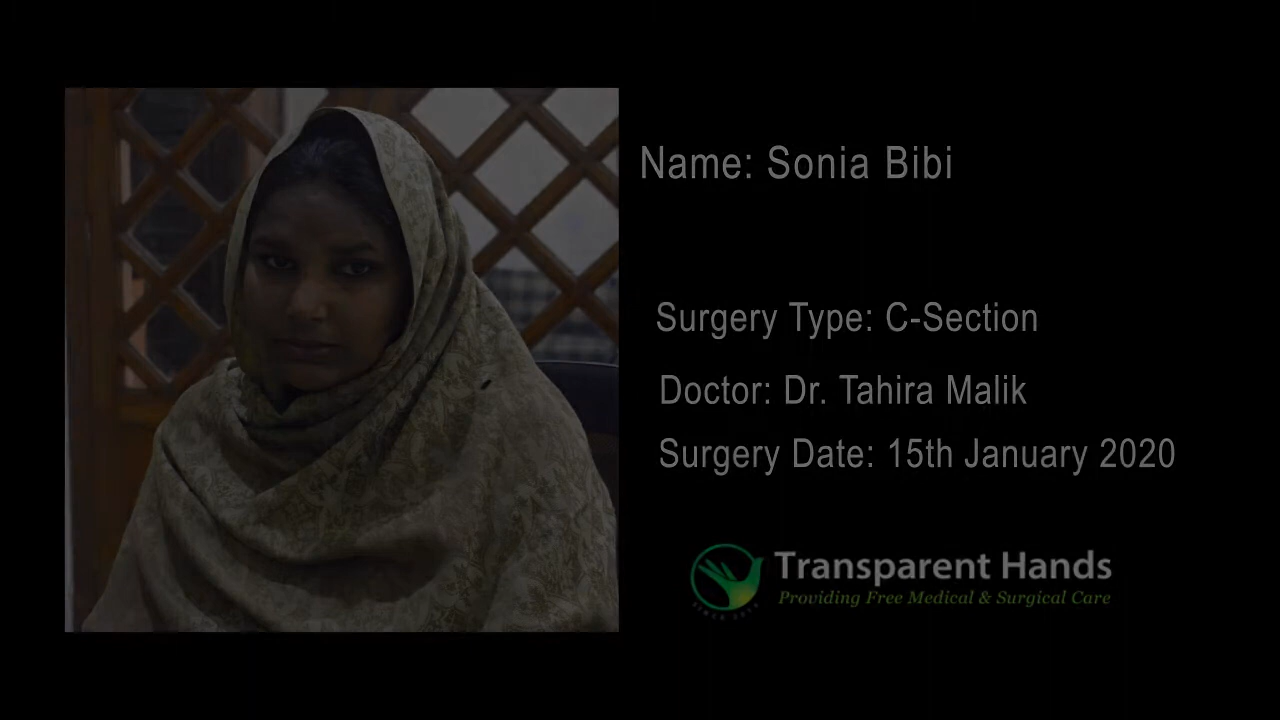 Name: Sonia Bibi
Surgery Type: C-Section
Doctor: Dr. Tahira Malik
Surgery Date: 15th January 2020
Transparent Hands
Providing Free Medical & Surgical Care